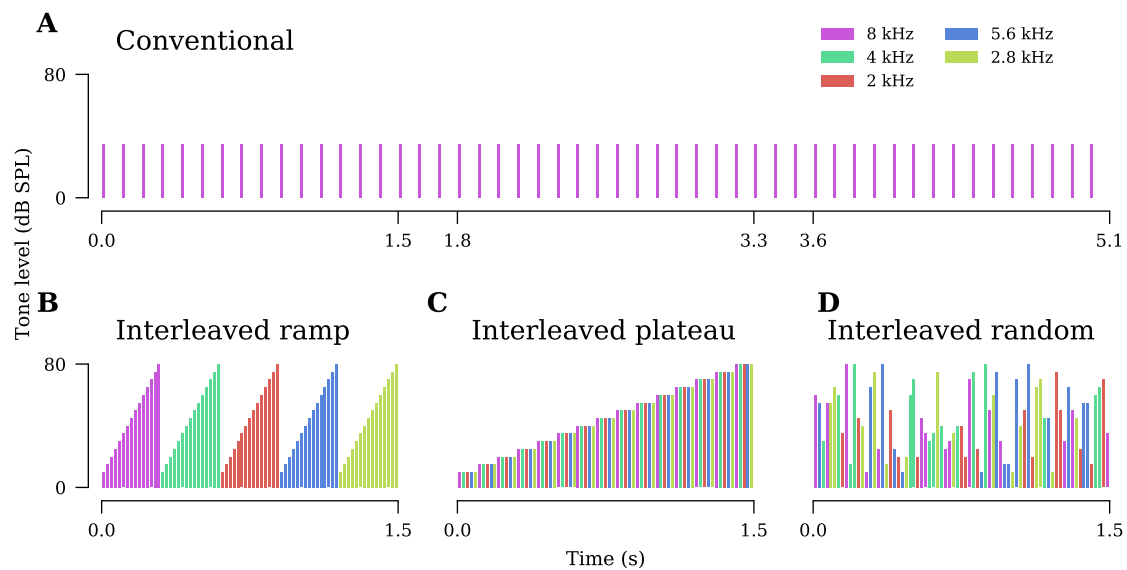 A
Conventional
8 kHz
4 kHz
2 kHz
5.6 kHz
2.8 kHz
80
0
0.0 1.5 1.8 3.3 3.6 5.1
Tone level (dB SPL)
B
Interleaved ramp
80
0
0.0 1.5
C
Interleaved plateau
0.0 1.5
D
Interleaved random
0.0 1.5
Time (s)